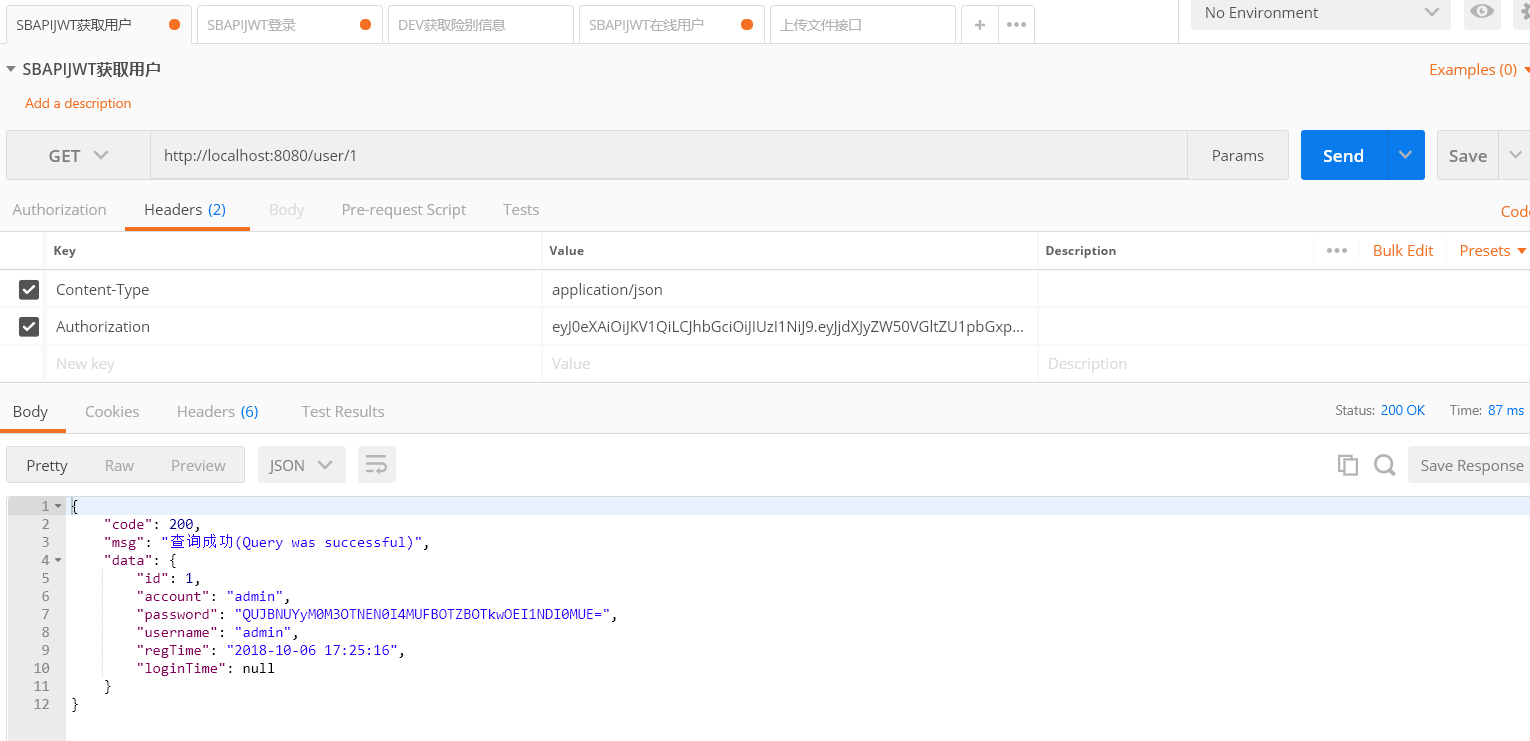 SBAPIJWT获取用户 SBAPIJWT登录 DEV获取险别信息 SBAPIJWT在线用户 上传文件接口 + ••• No Environment
SBAPIJWT获取用户 Examples (0)
Add a description
GET http://localhost:8080/user/1 Params Send Save
Authorization Headers (2) Body Pre-request Script Tests Code
Key Value Description ••• Bulk Edit Presets
Content-Type application/json
Authorization eyJ0eXAiOiJKV1QiLCJhbGciOiJIUzI1NiJ9.eyJjdXJyZW50VGltZU1pbGxp...
New key Value Description
Body Cookies Headers (6) Test Results Status: 200 OK Time: 87 ms
Pretty Raw Preview JSON Save Response
1 {
2 "code": 200,
3 "msg": "查询成功(Query was successful)",
4 "data": {
5 "id": 1,
6 "account": "admin",
7 "password": "QUJBNUYyM0M3OTNEN0I4MUFBOTZBOTkwOEI1NDI0MUE=",
8 "username": "admin",
9 "regTime": "2018-10-06 17:25:16",
10 "loginTime": null
11 }
12 }